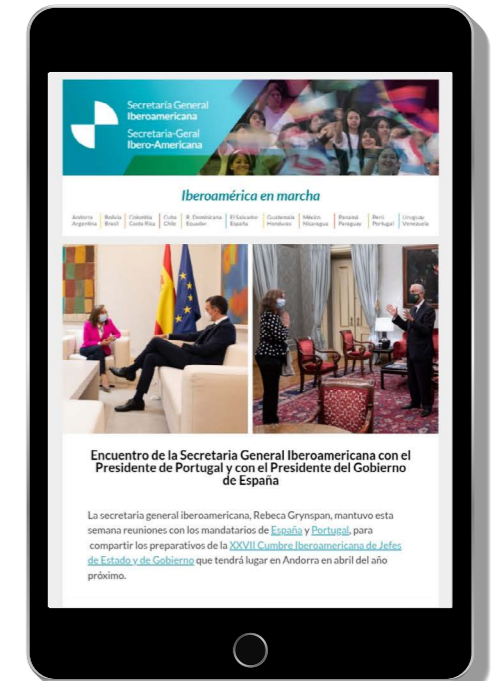 Secretaría General
Iberoamericana
Secretaria-Geral
Ibero-Americana
Iberoamérica en marcha
Andorra Bolivia Colombia Cuba R. Dominicana El Salvador Guatemala México Panamá Perú Uruguay
Argentina Brasil Costa Rica Chile Ecuador España Honduras Nicaragua Paraguay Portugal Venezuela
Encuentro de la Secretaria General Iberoamericana con el
Presidente de Portugal y con el Presidente del Gobierno
de España
La secretaria general iberoamericana, Rebeca Grynspan, mantuvo esta
semana reuniones con los mandatarios de España y Portugal, para
compartir los preparativos de la XXVII Cumbre Iberoamericana de Jefes
de Estado y de Gobierno que tendrá lugar en Andorra en abril del año
próximo.